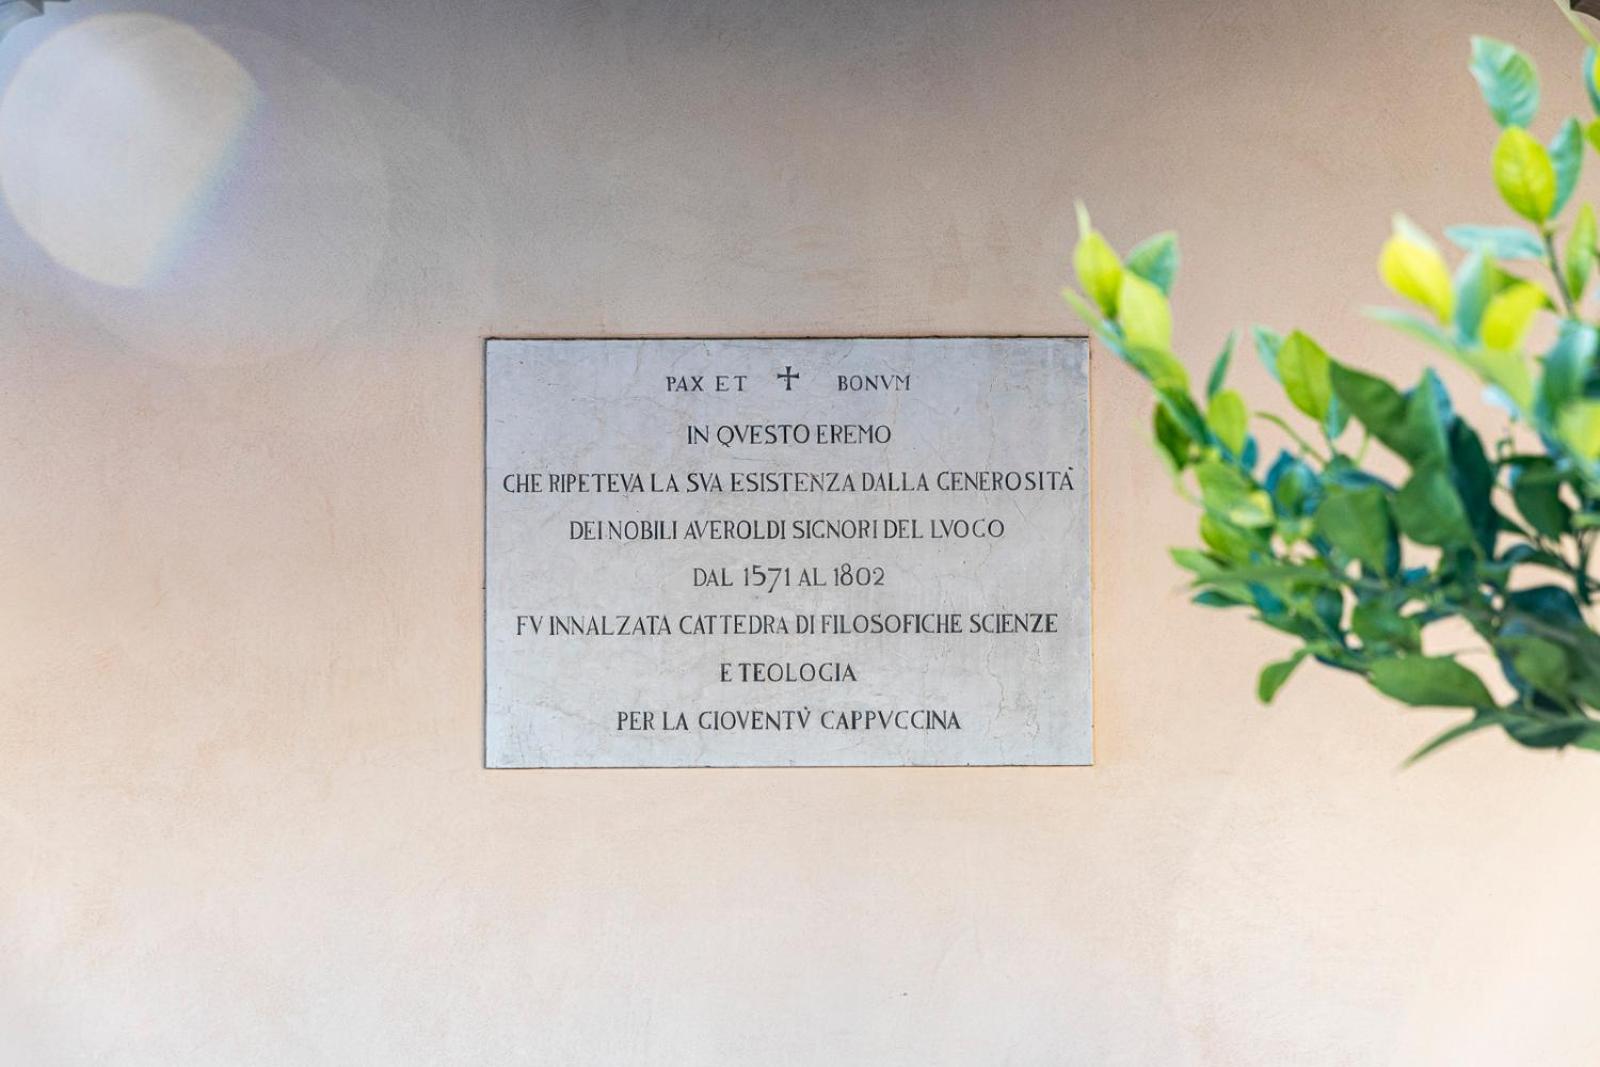 PAX ET ✝ BONVM
IN QVESTO EREMO
CHE RIPETEVA LA SVA ESISTENZA DALLA GENEROSITÀ
DEI NOBILI AVEROLDI SIGNORI DEL LVOGO
DAL 1571 AL 1802
FV INNALZATA CATTEDRA DI FILOSOFICHE SCIENZE
E TEOLOGIA
PER LA GIOVENTÙ CAPPVCCINA